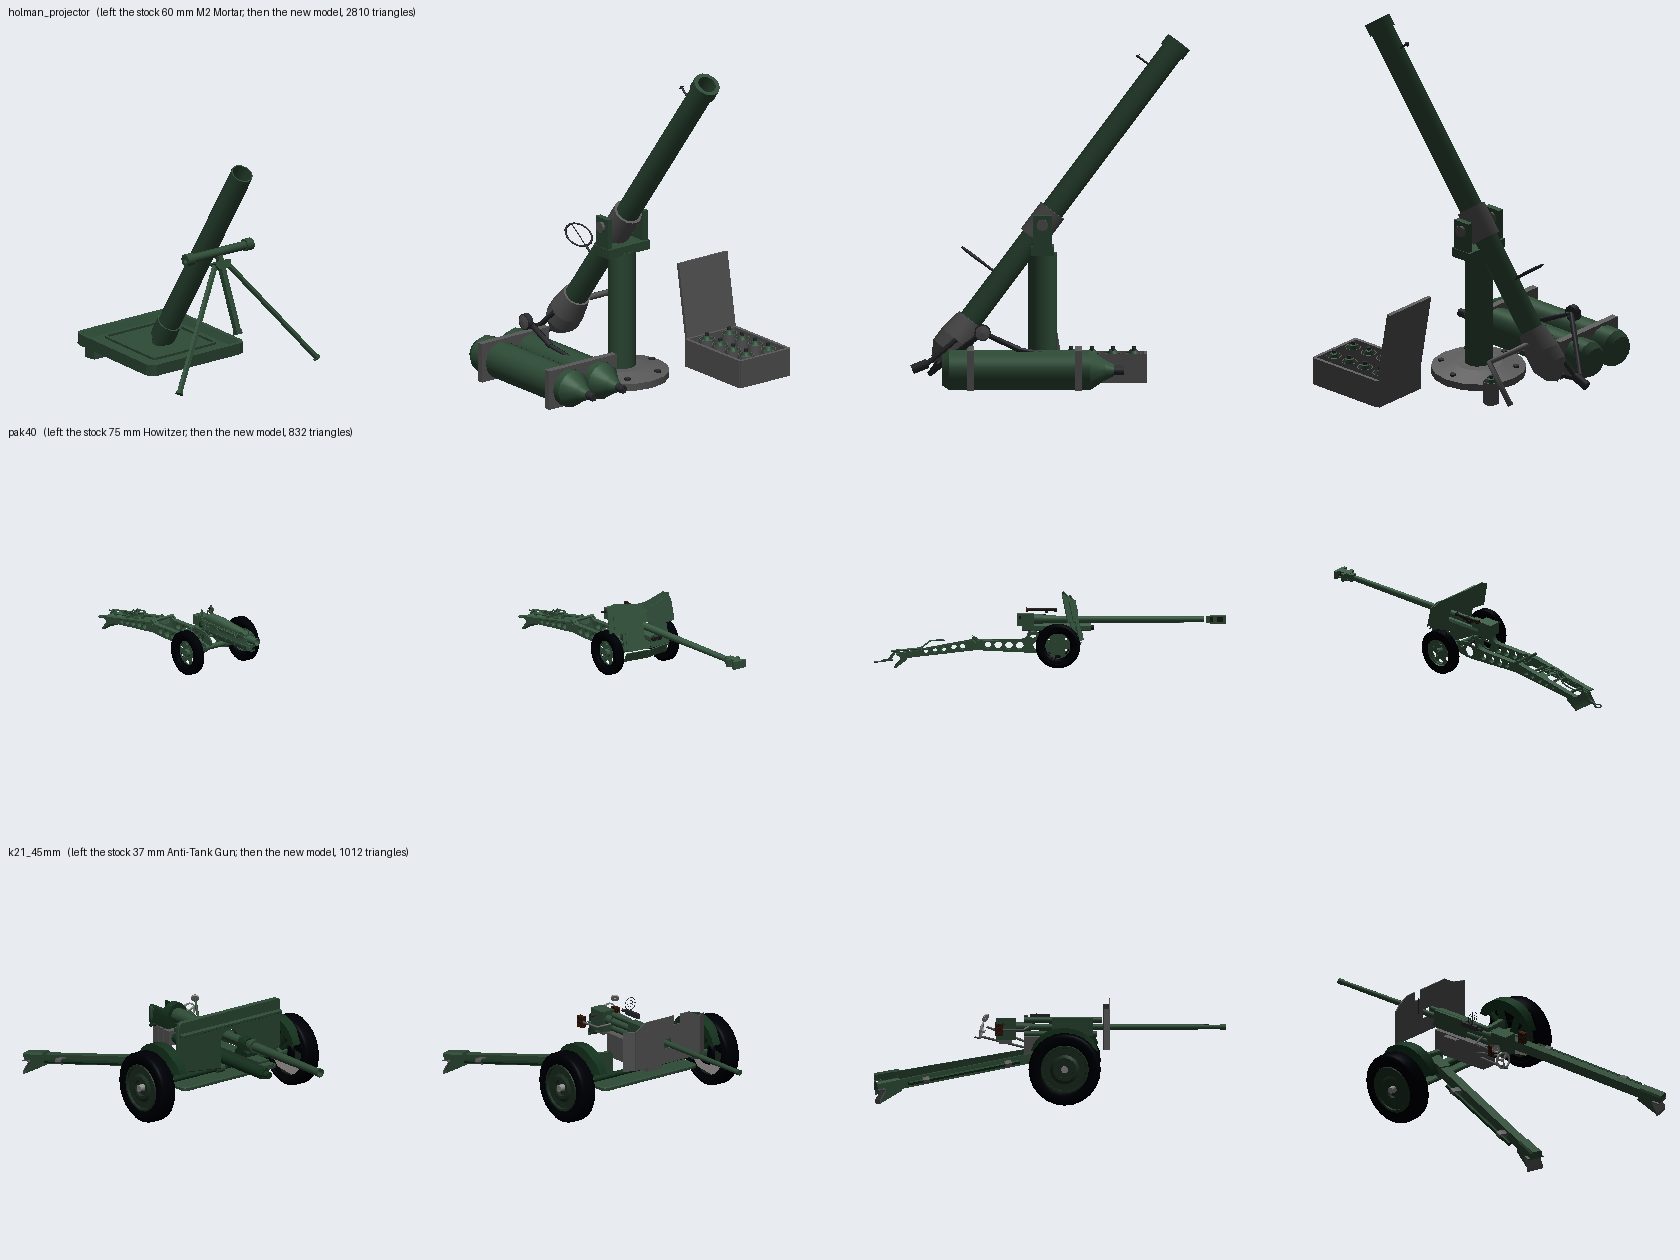 holman_projector (left: the stock 60 mm M2 Mortar; then the new model, 2810 triangles)
pak40 (left: the stock 75 mm Howitzer; then the new model, 832 triangles)
k21_45mm (left: the stock 37 mm Anti-Tank Gun; then the new model, 1012 triangles)